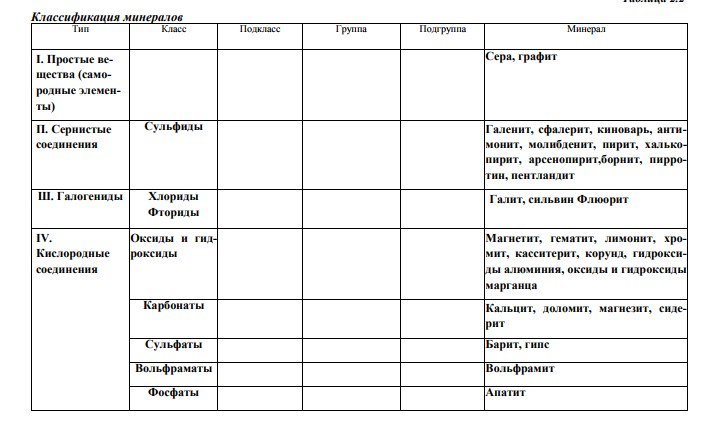 Классификация минералов
Тип Класс Подкласс Группа Подгруппа Минерал
I. Простые ве-
щества (само-
родные элемен-
ты)
Сера, графит
II. Сернистые
соединения
Сульфиды
Галенит, сфалерит, киноварь, анти-
монит, молибденит, пирит, халько-
пирит, арсенопирит,борнит, пирро-
тин, пентландит
III. Галогениды
Хлориды
Фториды
Галит, сильвин Флюорит
IV.
Кислородные
соединения
Оксиды и гид-
роксиды
Магнетит, гематит, лимонит, хро-
мит, касситерит, корунд, гидрокси-
ды алюминия, оксиды и гидроксиды
марганца
Карбонаты
Кальцит, доломит, магнезит, сиде-
рит
Сульфаты
Барит, гипс
Вольфраматы
Вольфрамит
Фосфаты
Апатит